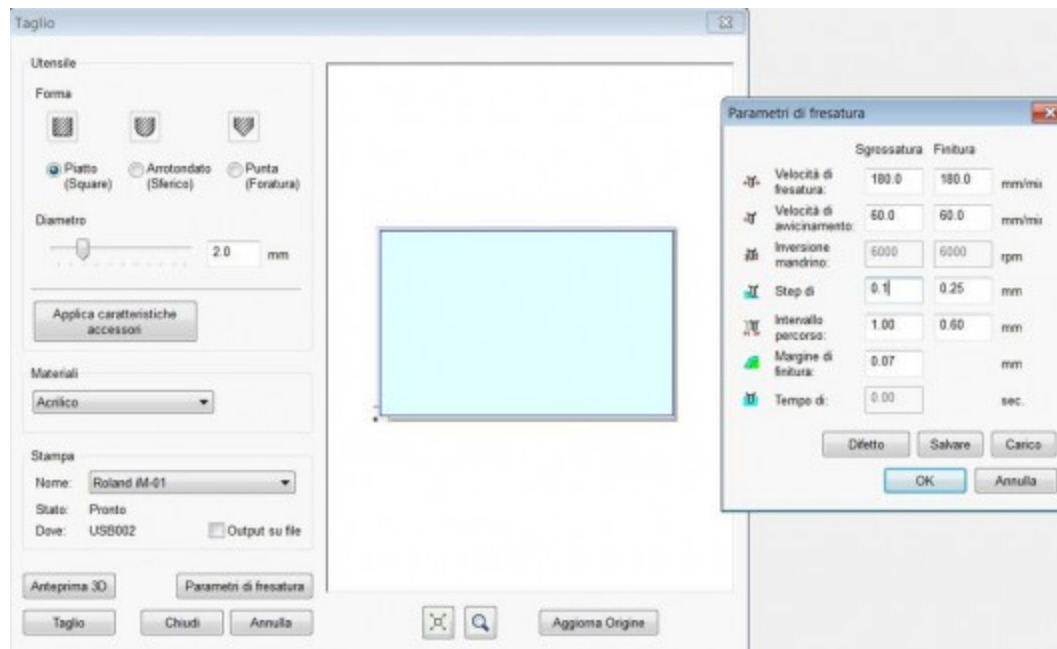 Taglio
Utensile
Forma
Piatto (Square)
Arrotondato (Sferico)
Punta (Foratura)
Diametro
2.0 mm
Applica caratteristiche accessori
Materiali
Acrilico
Stampa
Nome: Roland iM-01
Stato: Pronto
Dove: USB002
Output su file
Anteprima 3D
Parametri di fresatura
Taglio
Chiudi
Annulla
Aggiorna Origine
Parametri di fresatura
Sgrossatura Finitura
Velocità di fresatura: 180.0 180.0 mm/min
Velocità di avvicinamento: 60.0 60.0 mm/min
Inversione mandrino: 6000 6000 rpm
Step di 0.1 0.25 mm
Intervallo percorso: 1.00 0.60 mm
Margine di finitura: 0.07 mm
Tempo di: 0.00 sec.
Difetto
Salvare
Carico
OK
Annulla